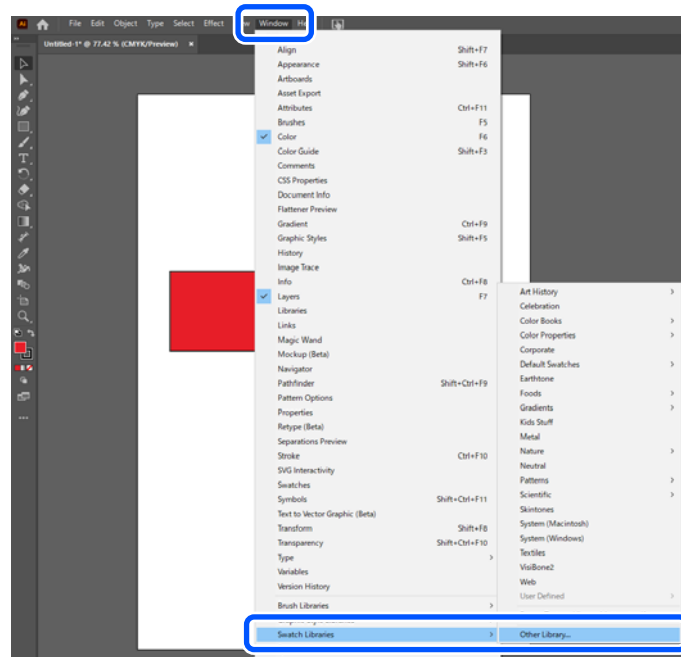 Ai File Edit Object Type Select Effect Window
Untitled-1* @ 77.42 % (CMYK/Preview) ×
Align Shift+F7
Appearance Shift+F6
Artboards
Asset Export
Attributes Ctrl+F11
Brushes F5
Color F6
Color Guide Shift+F3
Comments
CSS Properties
Document Info
Flattener Preview
Gradient Ctrl+F9
Graphic Styles Shift+F5
History
Image Trace
Info Ctrl+F8
Layers F7
Libraries
Links
Magic Wand
Mockup (Beta)
Navigator
Pathfinder Shift+Ctrl+F9
Pattern Options
Properties
Retype (Beta)
Separations Preview
Stroke Ctrl+F10
SVG Interactivity
Swatches
Symbols Shift+Ctrl+F11
Text to Vector Graphic (Beta)
Transform Shift+F8
Transparency Shift+Ctrl+F10
Type
Variables
Version History
Brush Libraries
Swatch Libraries
Art History
Celebration
Color Books
Color Properties
Corporate
Default Swatches
Earthtone
Foods
Gradients
Kids Stuff
Metal
Nature
Neutral
Patterns
Scientific
Skintones
System (Macintosh)
System (Windows)
Textiles
VisiBone2
Web
User Defined
Other Library...